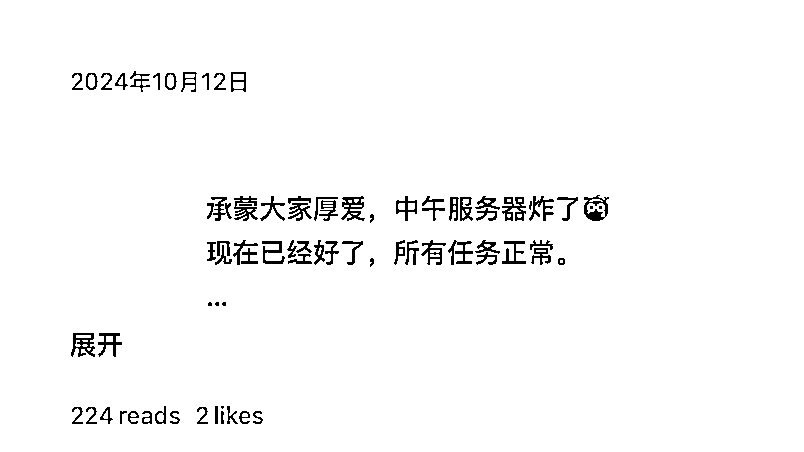 2024年10月12日
承蒙大家厚爱，中午服务器炸了
现在已经好了，所有任务正常。
...
展开
224 reads 2 likes